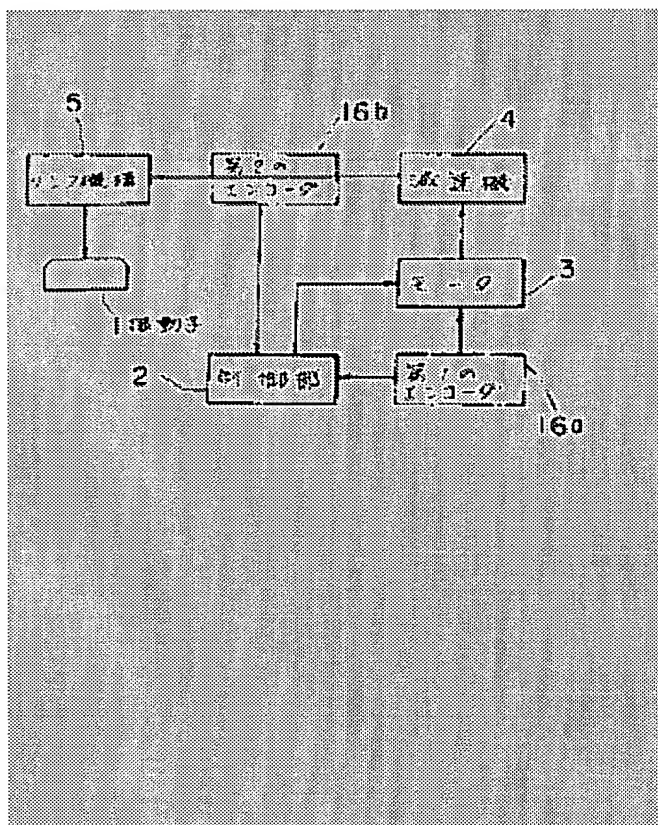 5
16b
4
リンク機構
第2の
エンコーダ
減速機
モータ
3
1振動子
2
制御部
第1の
エンコーダ
16a